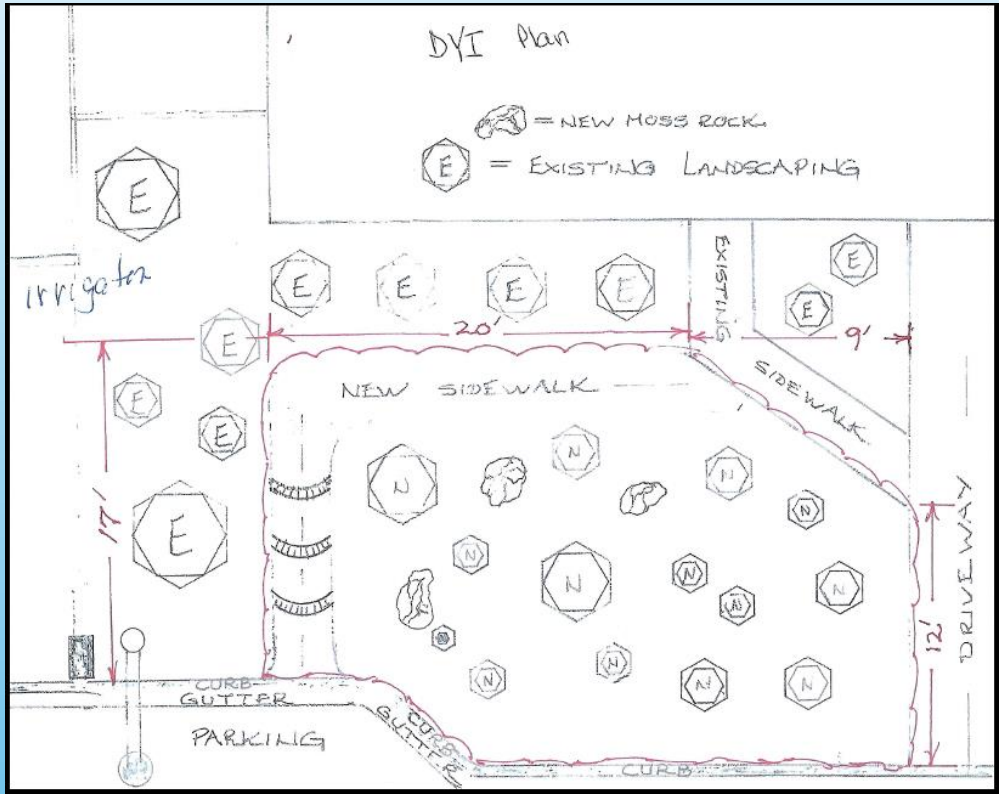 DYI Plan
= NEW MOSS ROCK
E = EXISTING LANDSCAPING
E
E E E E
EXISTING
E
E
20'
9'
E
SIDEWALK
NEW SIDEWALK
E
E
N
N
N
N
17'
E
DRIVEWAY
N
N
N
N
N
12'
N
N
N
N
CURB
GUTTER
CURB
GUTTER
PARKING
CURB